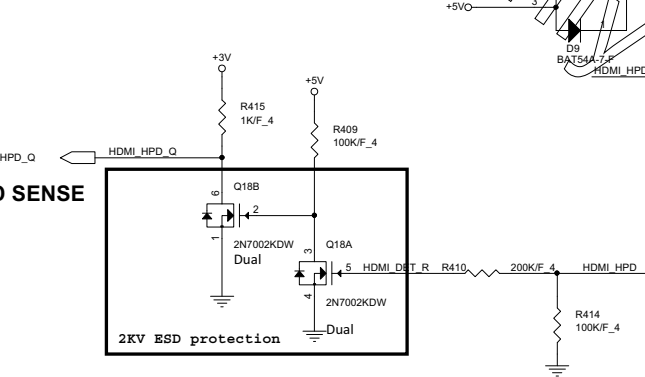 +5V
3
1
D9
BAT54A-7-F
HDMI_HPD
+3V
+5V
R415
1K/F_4
R409
100K/F_4
HPD_Q
HDMI_HPD_Q
SENSE
6
Q18B
2
1
2N7002KDW
Dual
3
Q18A
5
HDMI_DET_R
R410
200K/F_4
HDMI_HPD
4
2N7002KDW
Dual
R414
100K/F_4
2KV ESD protection